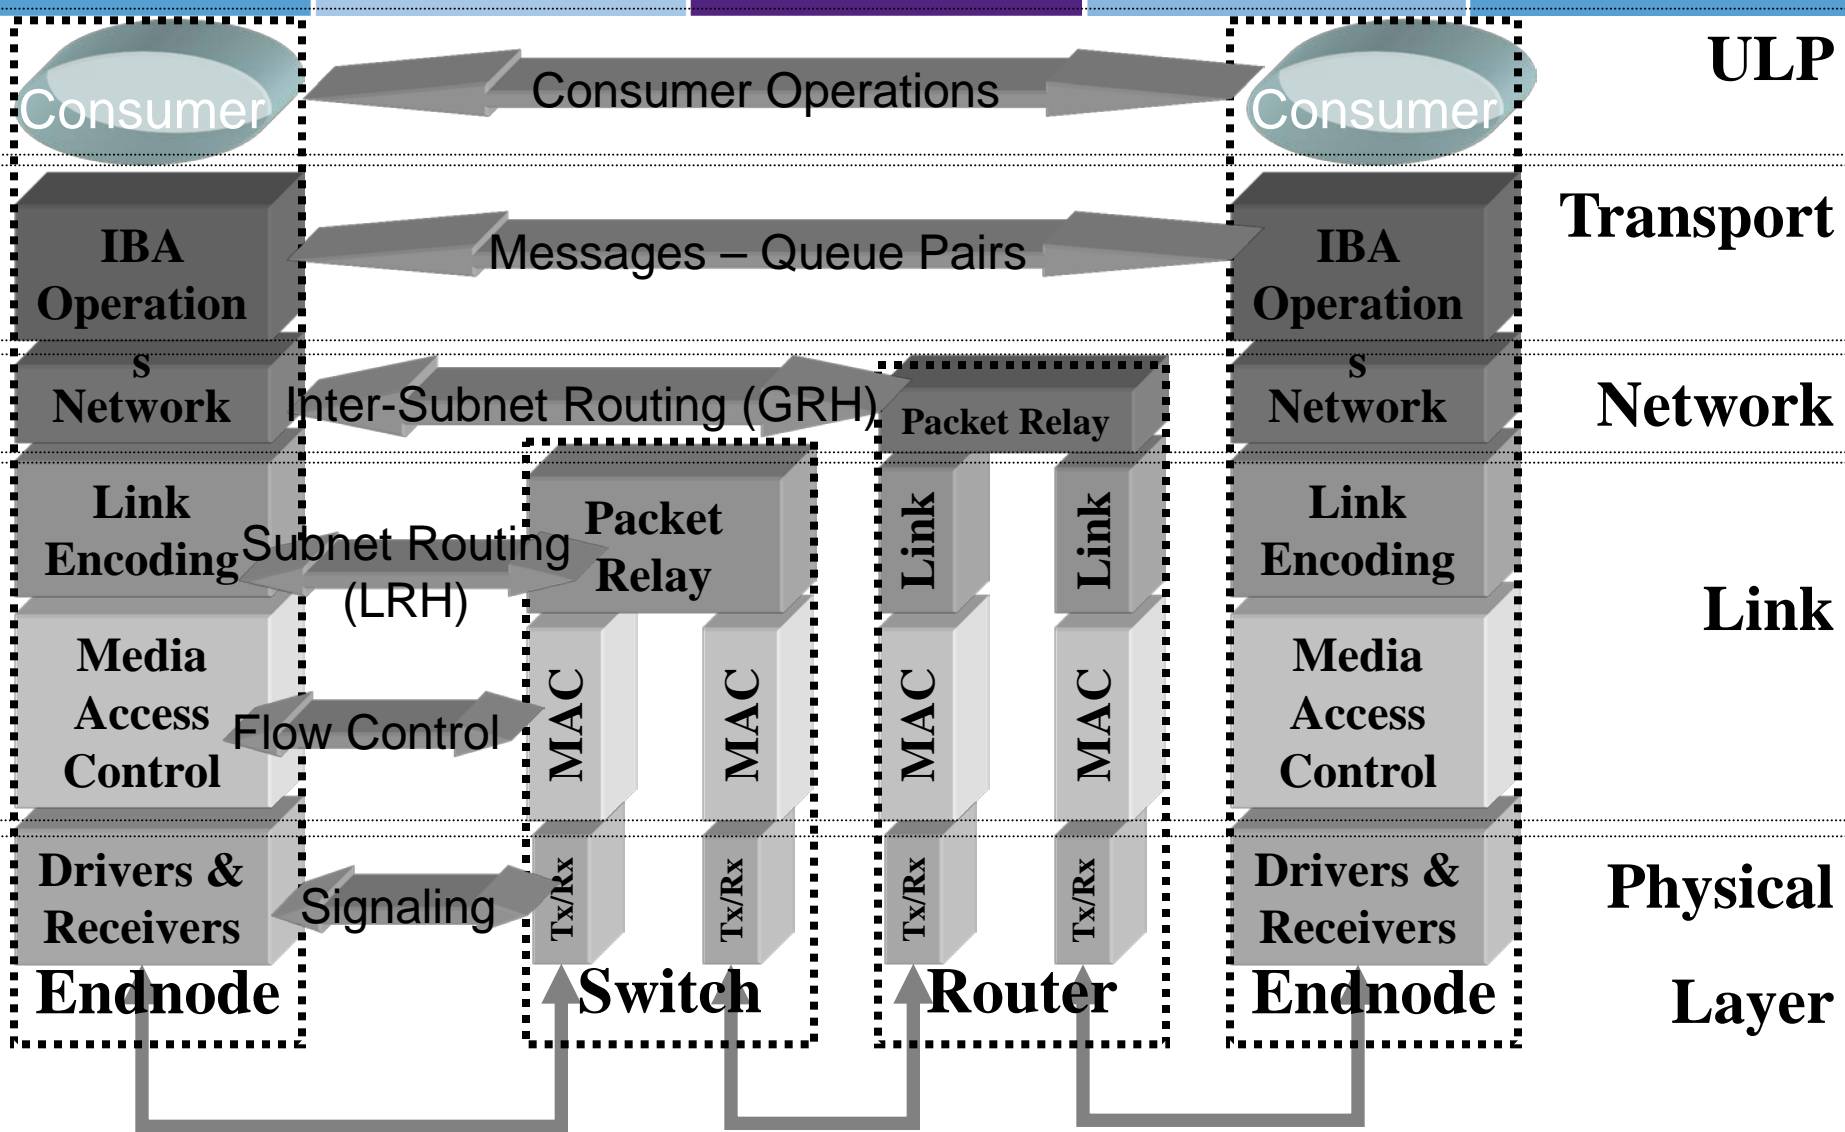 Consumer
Consumer Operations
Consumer
ULP
IBA
Operation
s
Messages – Queue Pairs
IBA
Operation
s
Transport
Network
Inter-Subnet Routing (GRH)
Packet Relay
Network
Network
Link
Encoding
Subnet Routing
(LRH)
Packet
Relay
Link
Link
Link
Encoding
Link
Media
Access
Control
Flow Control
MAC
MAC
MAC
MAC
Media
Access
Control
Drivers &
Receivers
Signaling
Tx/Rx
Tx/Rx
Tx/Rx
Tx/Rx
Drivers &
Receivers
Physical
Layer
Endnode
Switch
Router
Endnode